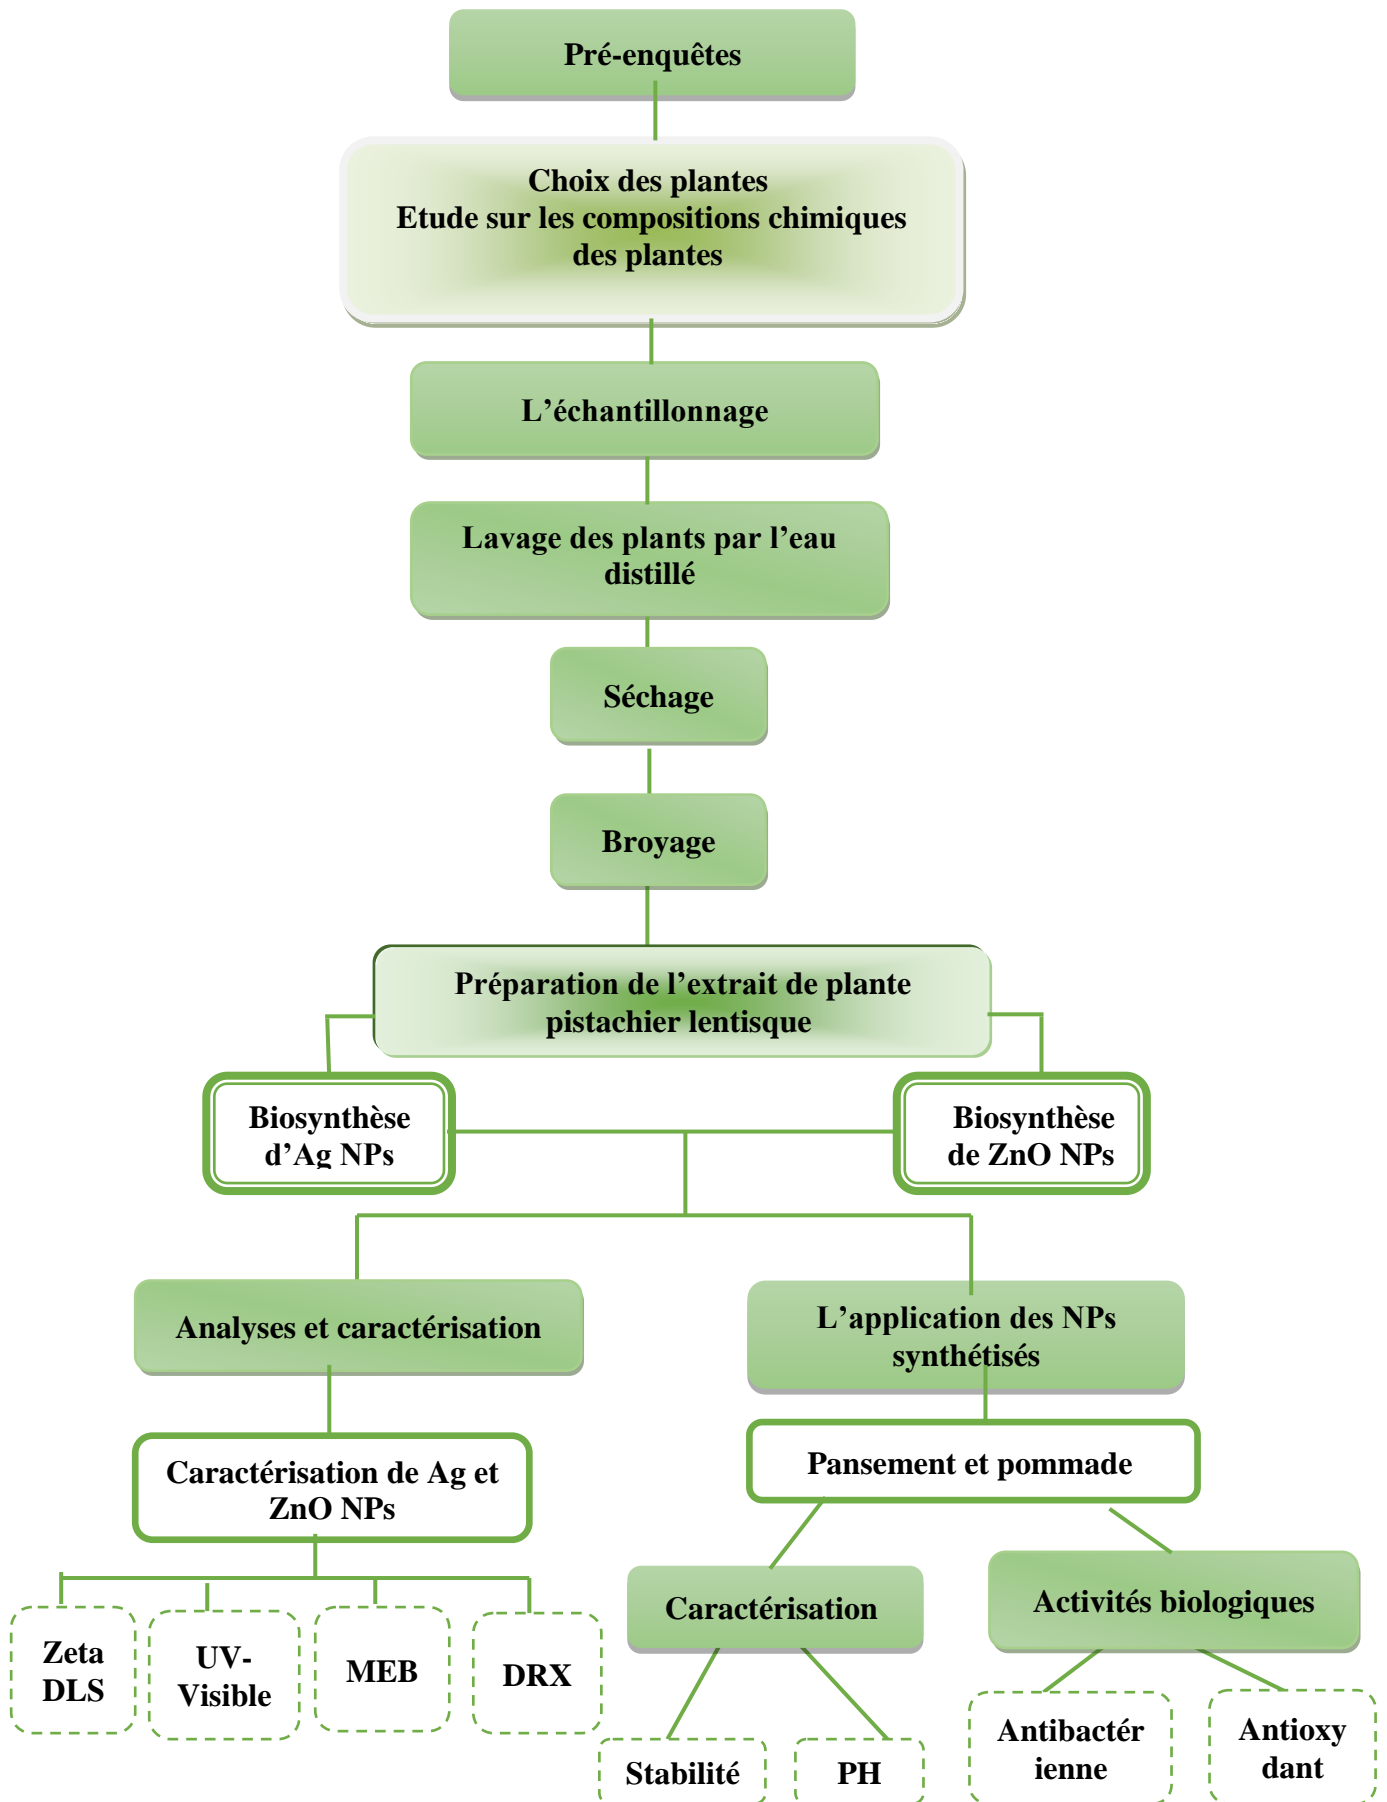 Pré-enquêtes
Choix des plantes
Etude sur les compositions chimiques
des plantes
L’échantillonnage
Lavage des plants par l’eau
distillé
Séchage
Broyage
Préparation de l’extrait de plante
pistachier lentisque
Biosynthèse
d’Ag NPs
Biosynthèse
de ZnO NPs
Analyses et caractérisation
L’application des NPs
synthétisés
Caractérisation de Ag et
ZnO NPs
Pansement et pommade
Caractérisation
Activités biologiques
Zeta
DLS
UV-
Visible
MEB
DRX
Stabilité
PH
Antibactér
ienne
Antioxy
dant